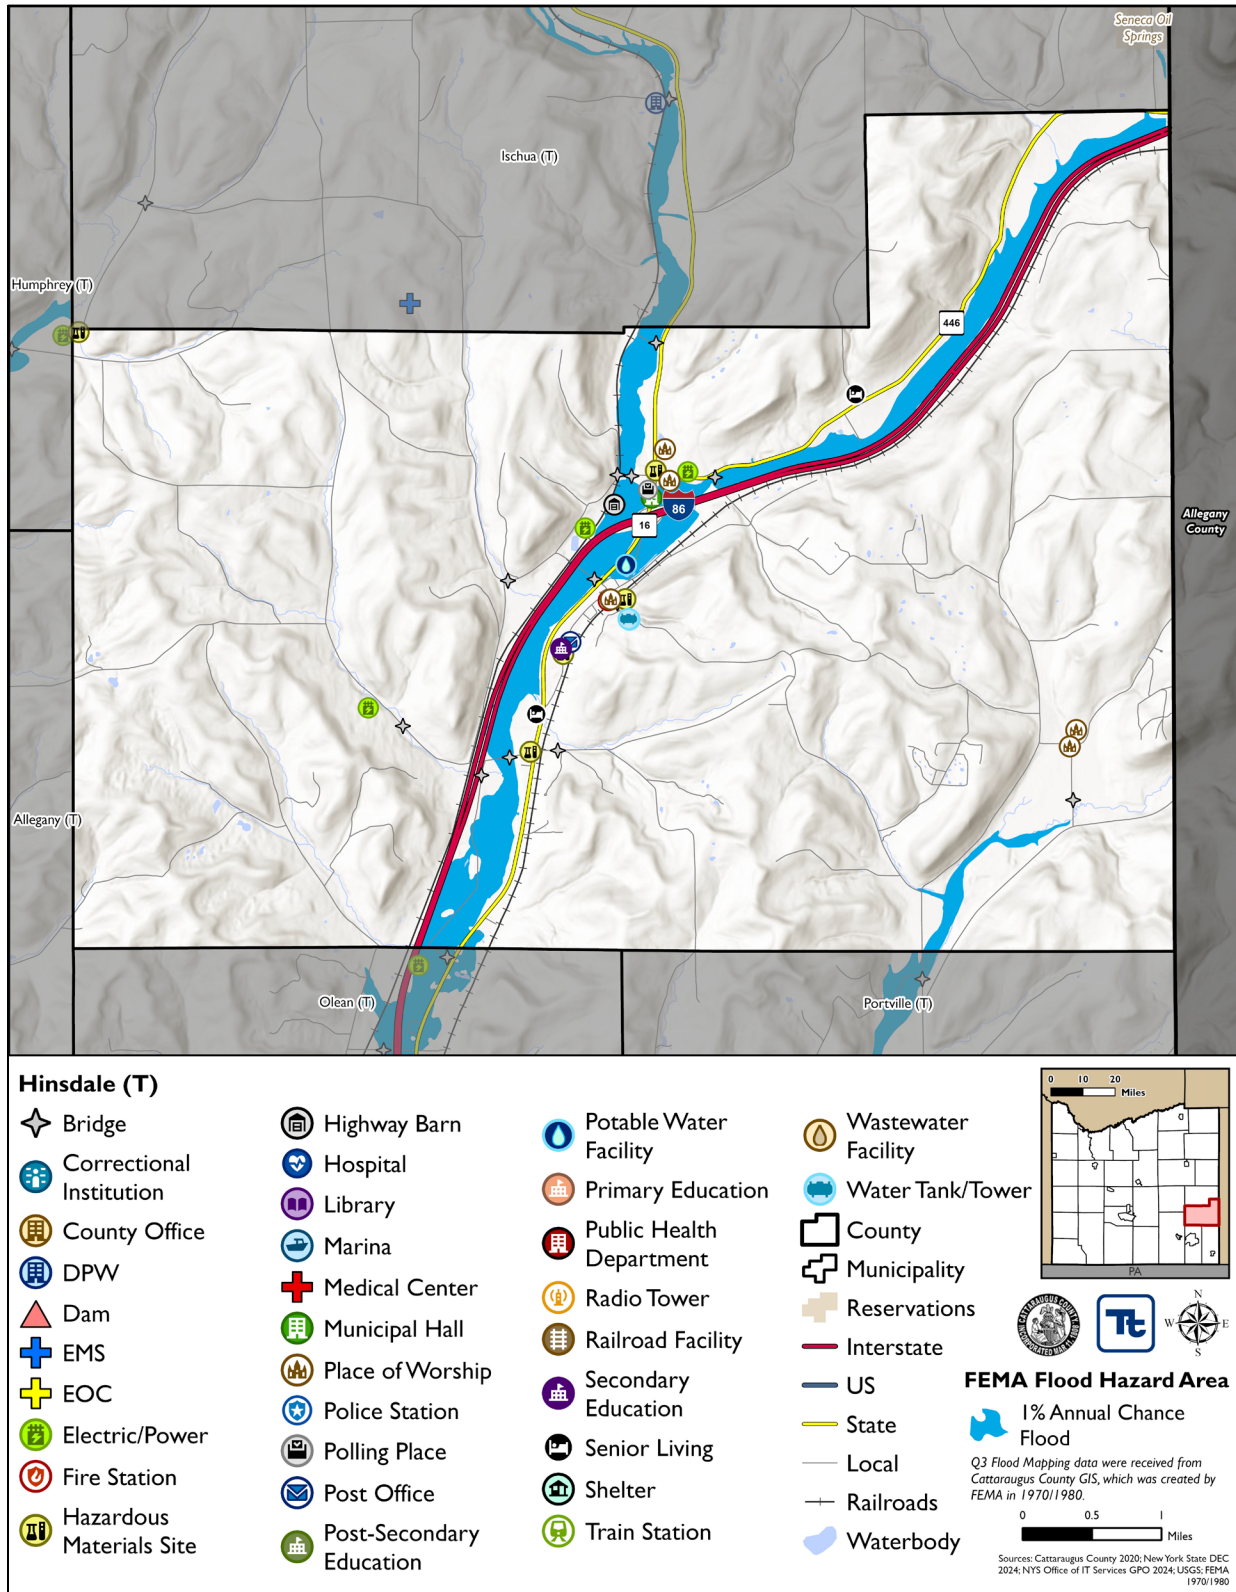 Seneca Oil
Springs
Ischua (T)
Humphrey (T)
446
86
16
Allegany
County
Allegany (T)
Olean (T)
Portville (T)
Hinsdale (T)
Bridge
Correctional
Institution
County Office
DPW
Dam
EMS
EOC
Electric/Power
Fire Station
Hazardous
Materials Site
Highway Barn
Hospital
Library
Marina
Medical Center
Municipal Hall
Place of Worship
Police Station
Polling Place
Post Office
Post-Secondary
Education
Potable Water
Facility
Primary Education
Public Health
Department
Radio Tower
Railroad Facility
Secondary
Education
Senior Living
Shelter
Train Station
Wastewater
Facility
Water Tank/Tower
County
Municipality
Reservations
Interstate
US
State
Local
Railroads
Waterbody
0 10 20
Miles
PA
CATTARAUGUS COUNTY
INCORPORATED MAR. 11, 1808
Tt
N
W E
S
FEMA Flood Hazard Area
1% Annual Chance
Flood
Q3 Flood Mapping data were received from
Cattaraugus County GIS, which was created by
FEMA in 1970/1980.
0 0.5 1
Miles
Sources: Cattaraugus County 2020; New York State DEC
2024; NYS Office of IT Services GPO 2024; USGS; FEMA
1970/1980